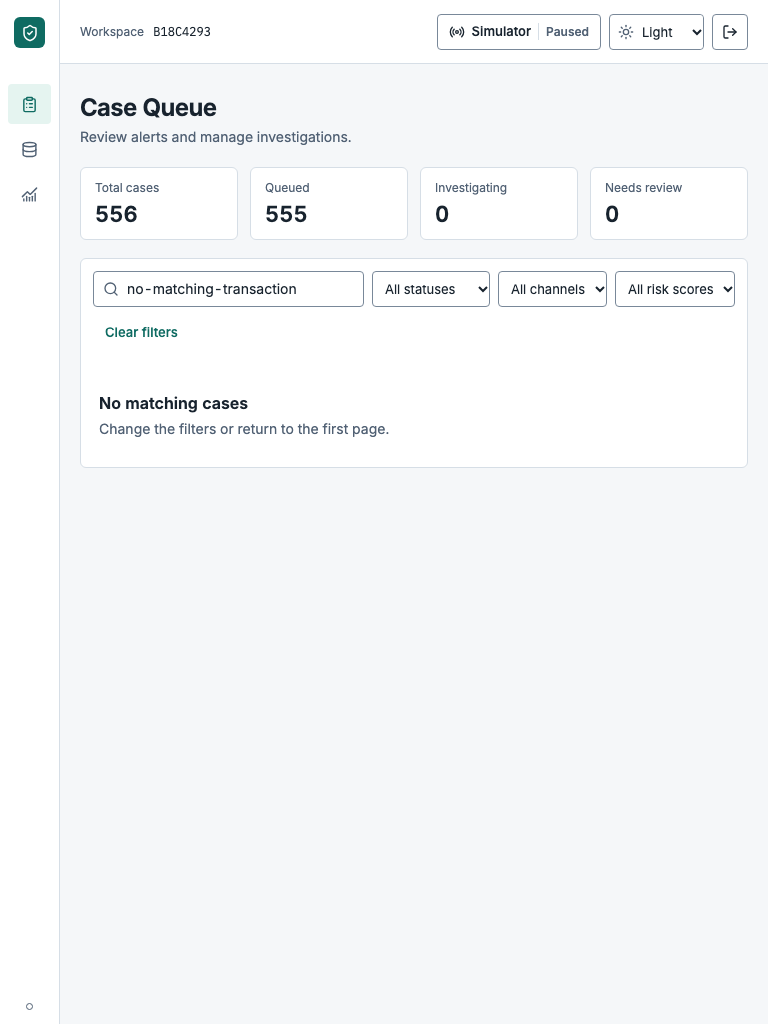 Workspace B18C4293
Simulator Paused
Light
Case Queue
Review alerts and manage investigations.
Total cases
556
Queued
555
Investigating
0
Needs review
0
no-matching-transaction
All statuses
All channels
All risk scores
Clear filters
No matching cases
Change the filters or return to the first page.